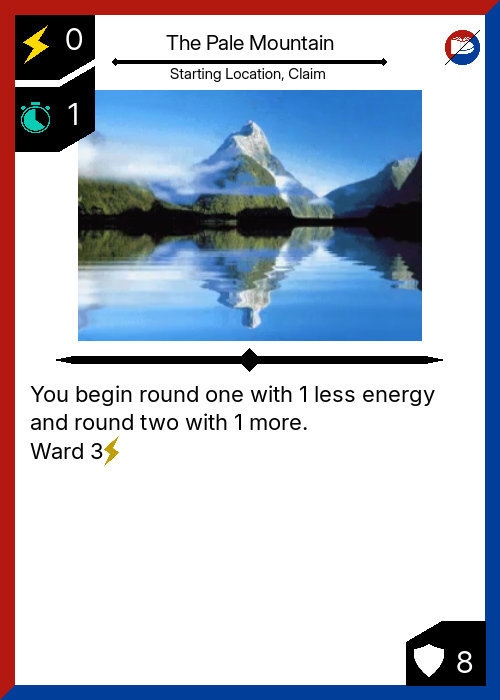 0
The Pale Mountain
Starting Location, Claim
1
You begin round one with 1 less energy
and round two with 1 more.
Ward 3
8